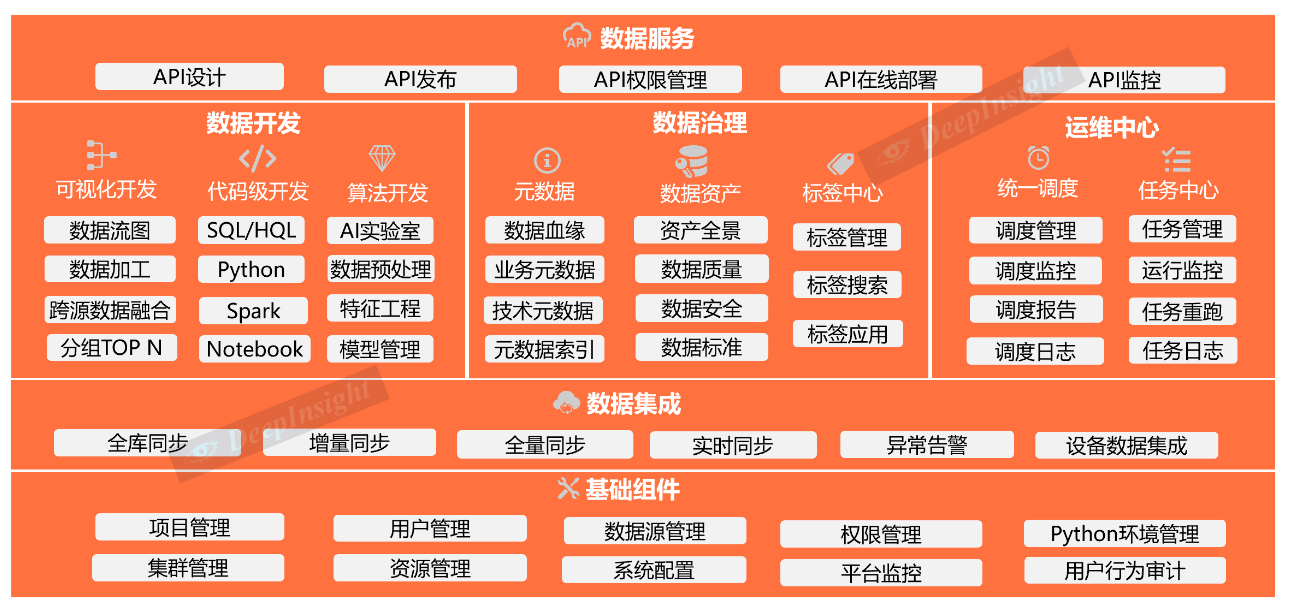 API 数据服务
API设计 API发布 API权限管理 API在线部署 API监控
数据开发
可视化开发 代码级开发 算法开发
数据流图 SQL/HQL AI实验室
数据加工 Python 数据预处理
跨源数据融合 Spark 特征工程
分组TOP N Notebook 模型管理
数据治理
元数据 数据资产 标签中心
数据血缘 资产全景 标签管理
业务元数据 数据质量 标签搜索
技术元数据 数据安全 标签应用
元数据索引 数据标准
运维中心
统一调度 任务中心
调度管理 任务管理
调度监控 运行监控
调度报告 任务重跑
调度日志 任务日志
DeepInsight
数据集成
全库同步 增量同步 全量同步 实时同步 异常告警 设备数据集成
DeepInsight
基础组件
项目管理 用户管理 数据源管理 权限管理 Python环境管理
集群管理 资源管理 系统配置 平台监控 用户行为审计